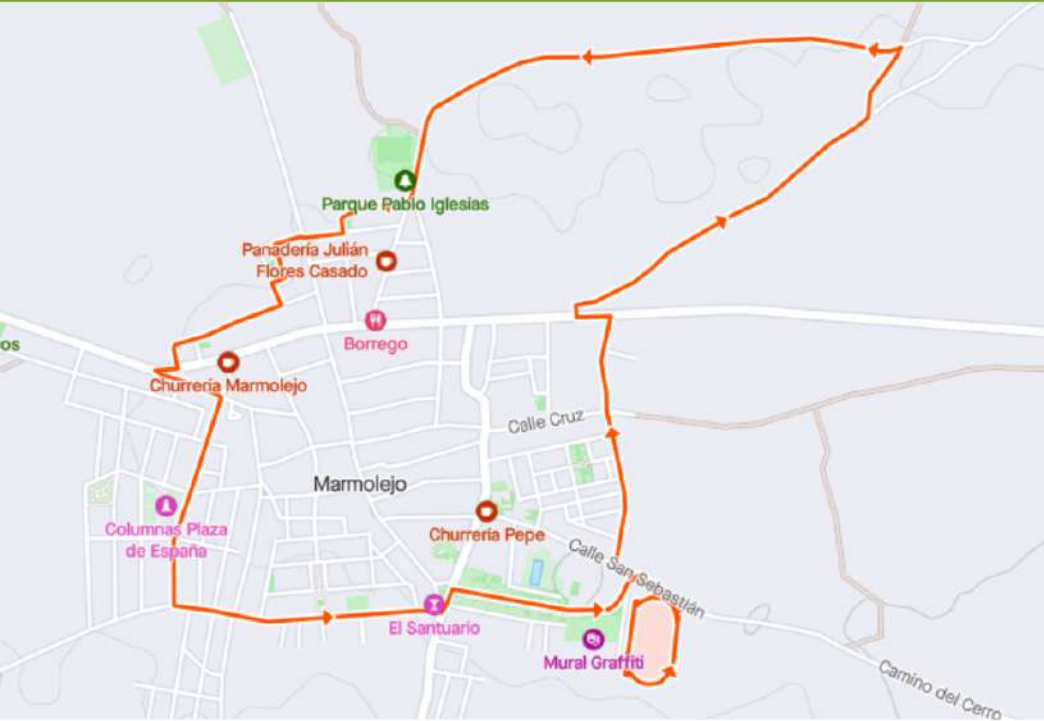 Parque Pablo Iglesias
Panadería Julián
Flores Casado
os
Borrego
Churrería Marmolejo
Calle Cruz
Marmolejo
Columnas Plaza
de España
Churrería Pepe
Calle San Sebastián
El Santuario
Mural Graffiti
Camino del Cerro